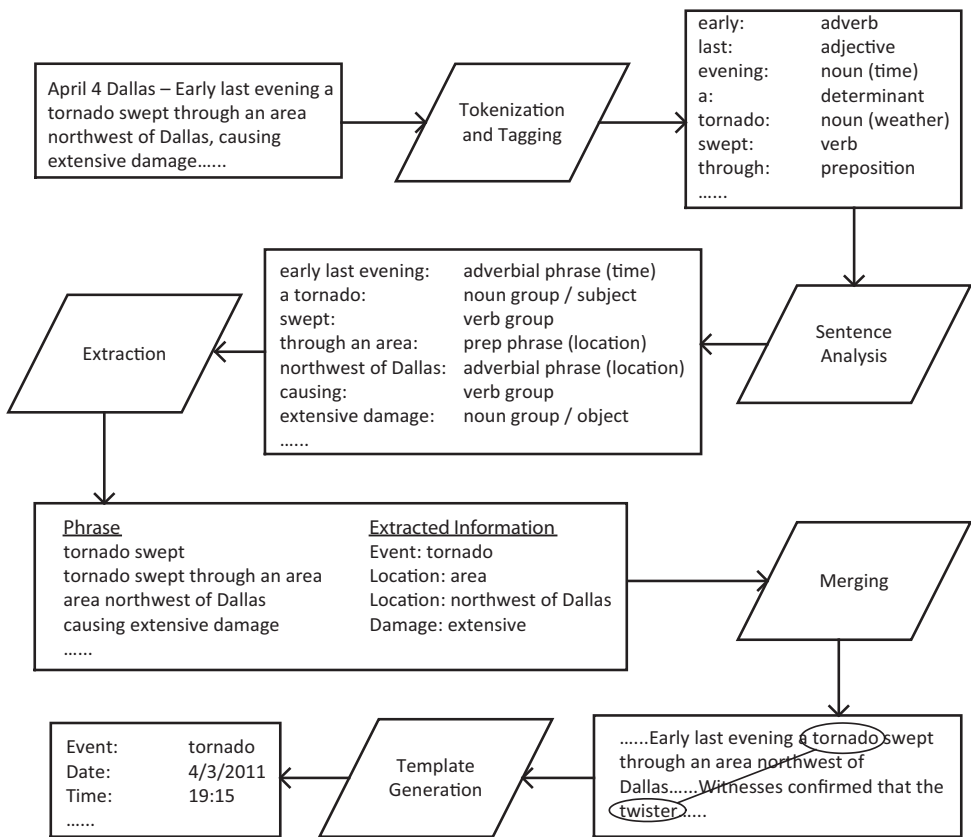 April 4 Dallas – Early last evening a
tornado swept through an area
northwest of Dallas, causing
extensive damage......
Tokenization
and Tagging
early: adverb
last: adjective
evening: noun (time)
a: determinant
tornado: noun (weather)
swept: verb
through: preposition
......
Sentence
Analysis
early last evening: adverbial phrase (time)
a tornado: noun group / subject
swept: verb group
through an area: prep phrase (location)
northwest of Dallas: adverbial phrase (location)
causing: verb group
extensive damage: noun group / object
......
Extraction
Phrase Extracted Information
tornado swept Event: tornado
tornado swept through an area Location: area
area northwest of Dallas Location: northwest of Dallas
causing extensive damage Damage: extensive
......
Merging
......Early last evening a tornado swept
through an area northwest of
Dallas......Witnesses confirmed that the
twister......
Template
Generation
Event: tornado
Date: 4/3/2011
Time: 19:15
......